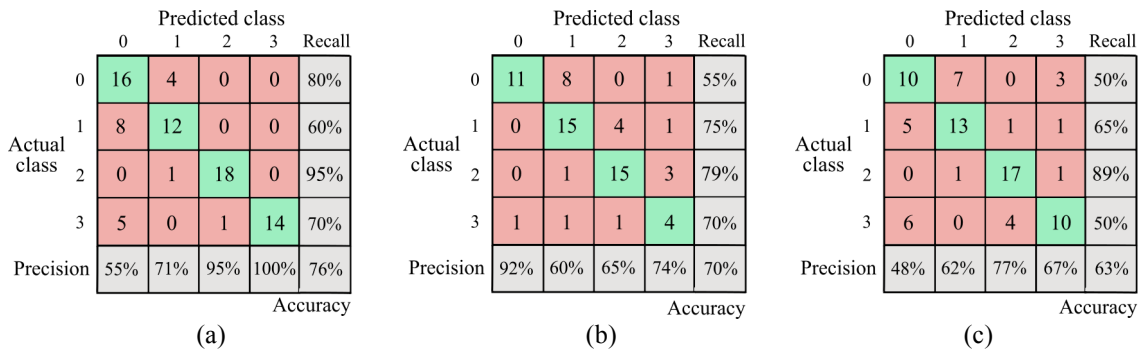 Predicted class
0 1 2 3 Recall
0 16 4 0 0 80%
Actual class
1 8 12 0 0 60%
2 0 1 18 0 95%
3 5 0 1 14 70%
Precision 55% 71% 95% 100% 76%
Accuracy
(a)
Predicted class
0 1 2 3 Recall
0 11 8 0 1 55%
Actual class
1 0 15 4 1 75%
2 0 1 15 3 79%
3 1 1 1 4 70%
Precision 92% 60% 65% 74% 70%
Accuracy
(b)
Predicted class
0 1 2 3 Recall
0 10 7 0 3 50%
Actual class
1 5 13 1 1 65%
2 0 1 17 1 89%
3 6 0 4 10 50%
Precision 48% 62% 77% 67% 63%
Accuracy
(c)